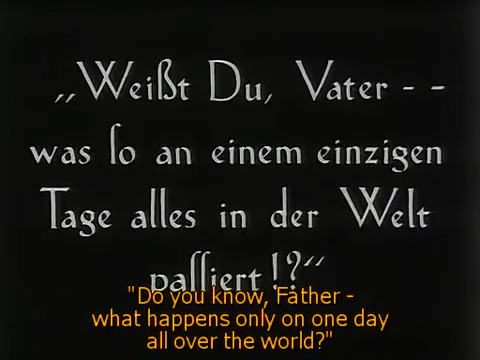 „Weißt Du, Vater - -
was ſo an einem einzigen
Tage alles in der Welt
paſſiert!?“
"Do you know, Father -
what happens only on one day
all over the world?"